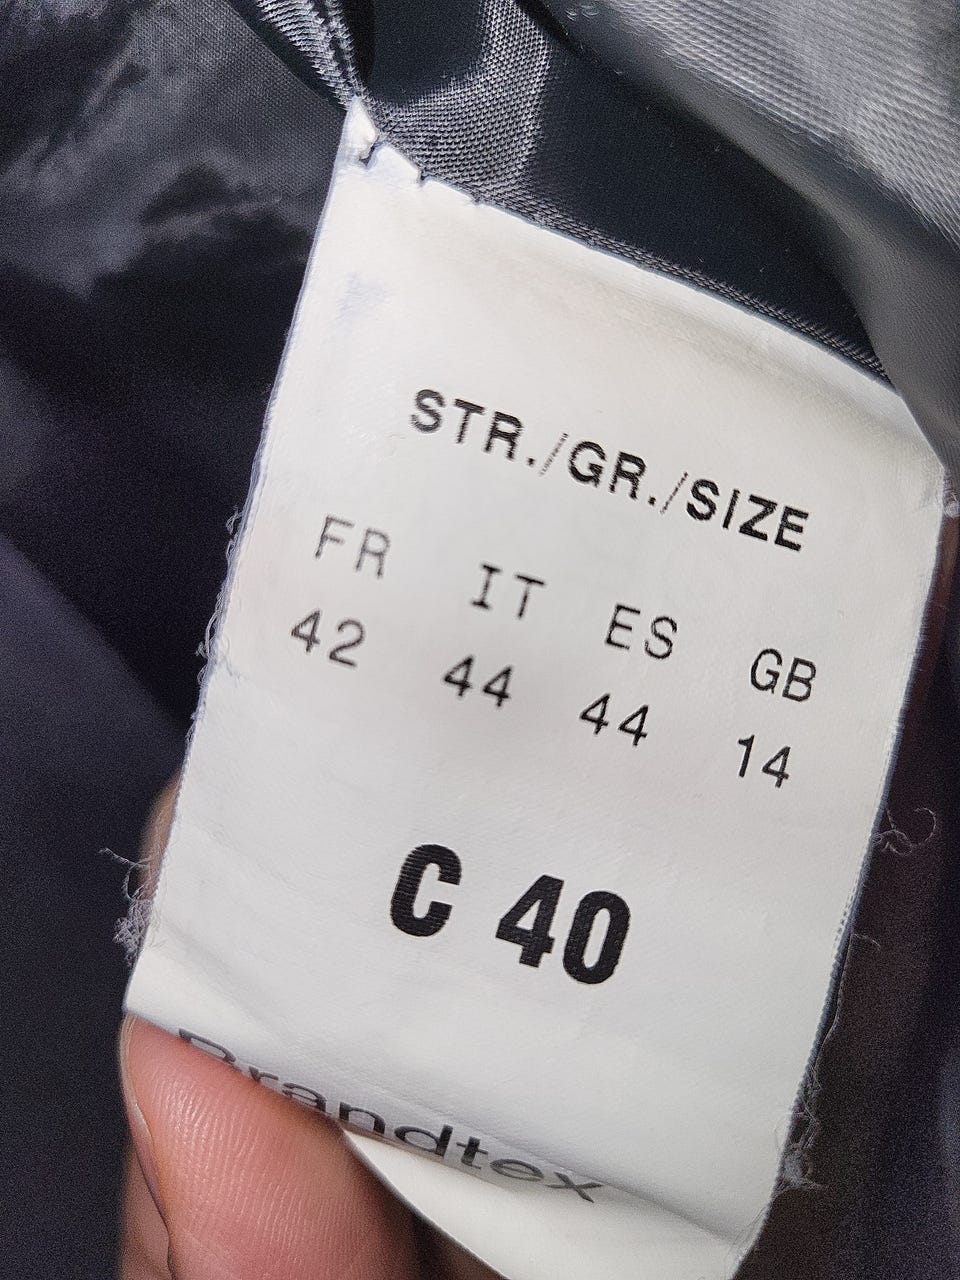 STR./GR./SIZE
FR IT ES GB
42 44 44 14
C 40
Brandtex